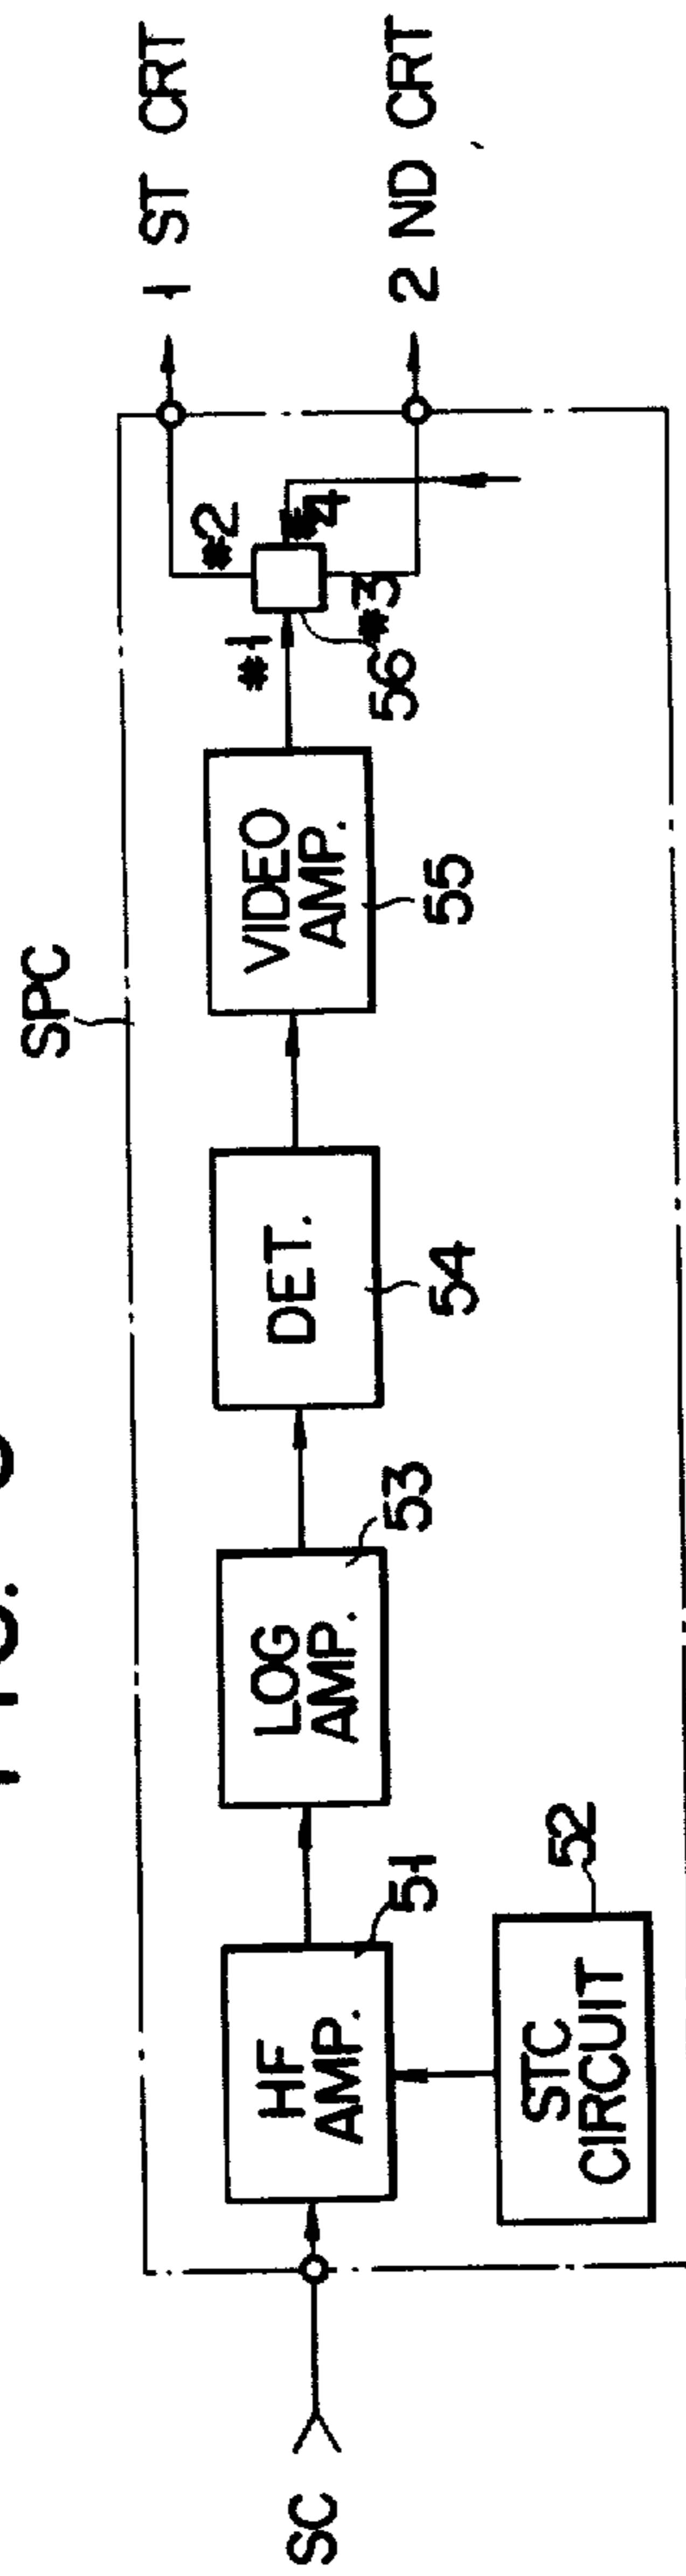 SPC
1 ST CRT
2 ND CRT
SC
HF
AMP.
51
STC
CIRCUIT
52
LOG
AMP.
53
DET.
54
VIDEO
AMP.
55
56
*1
*2
*3
*4